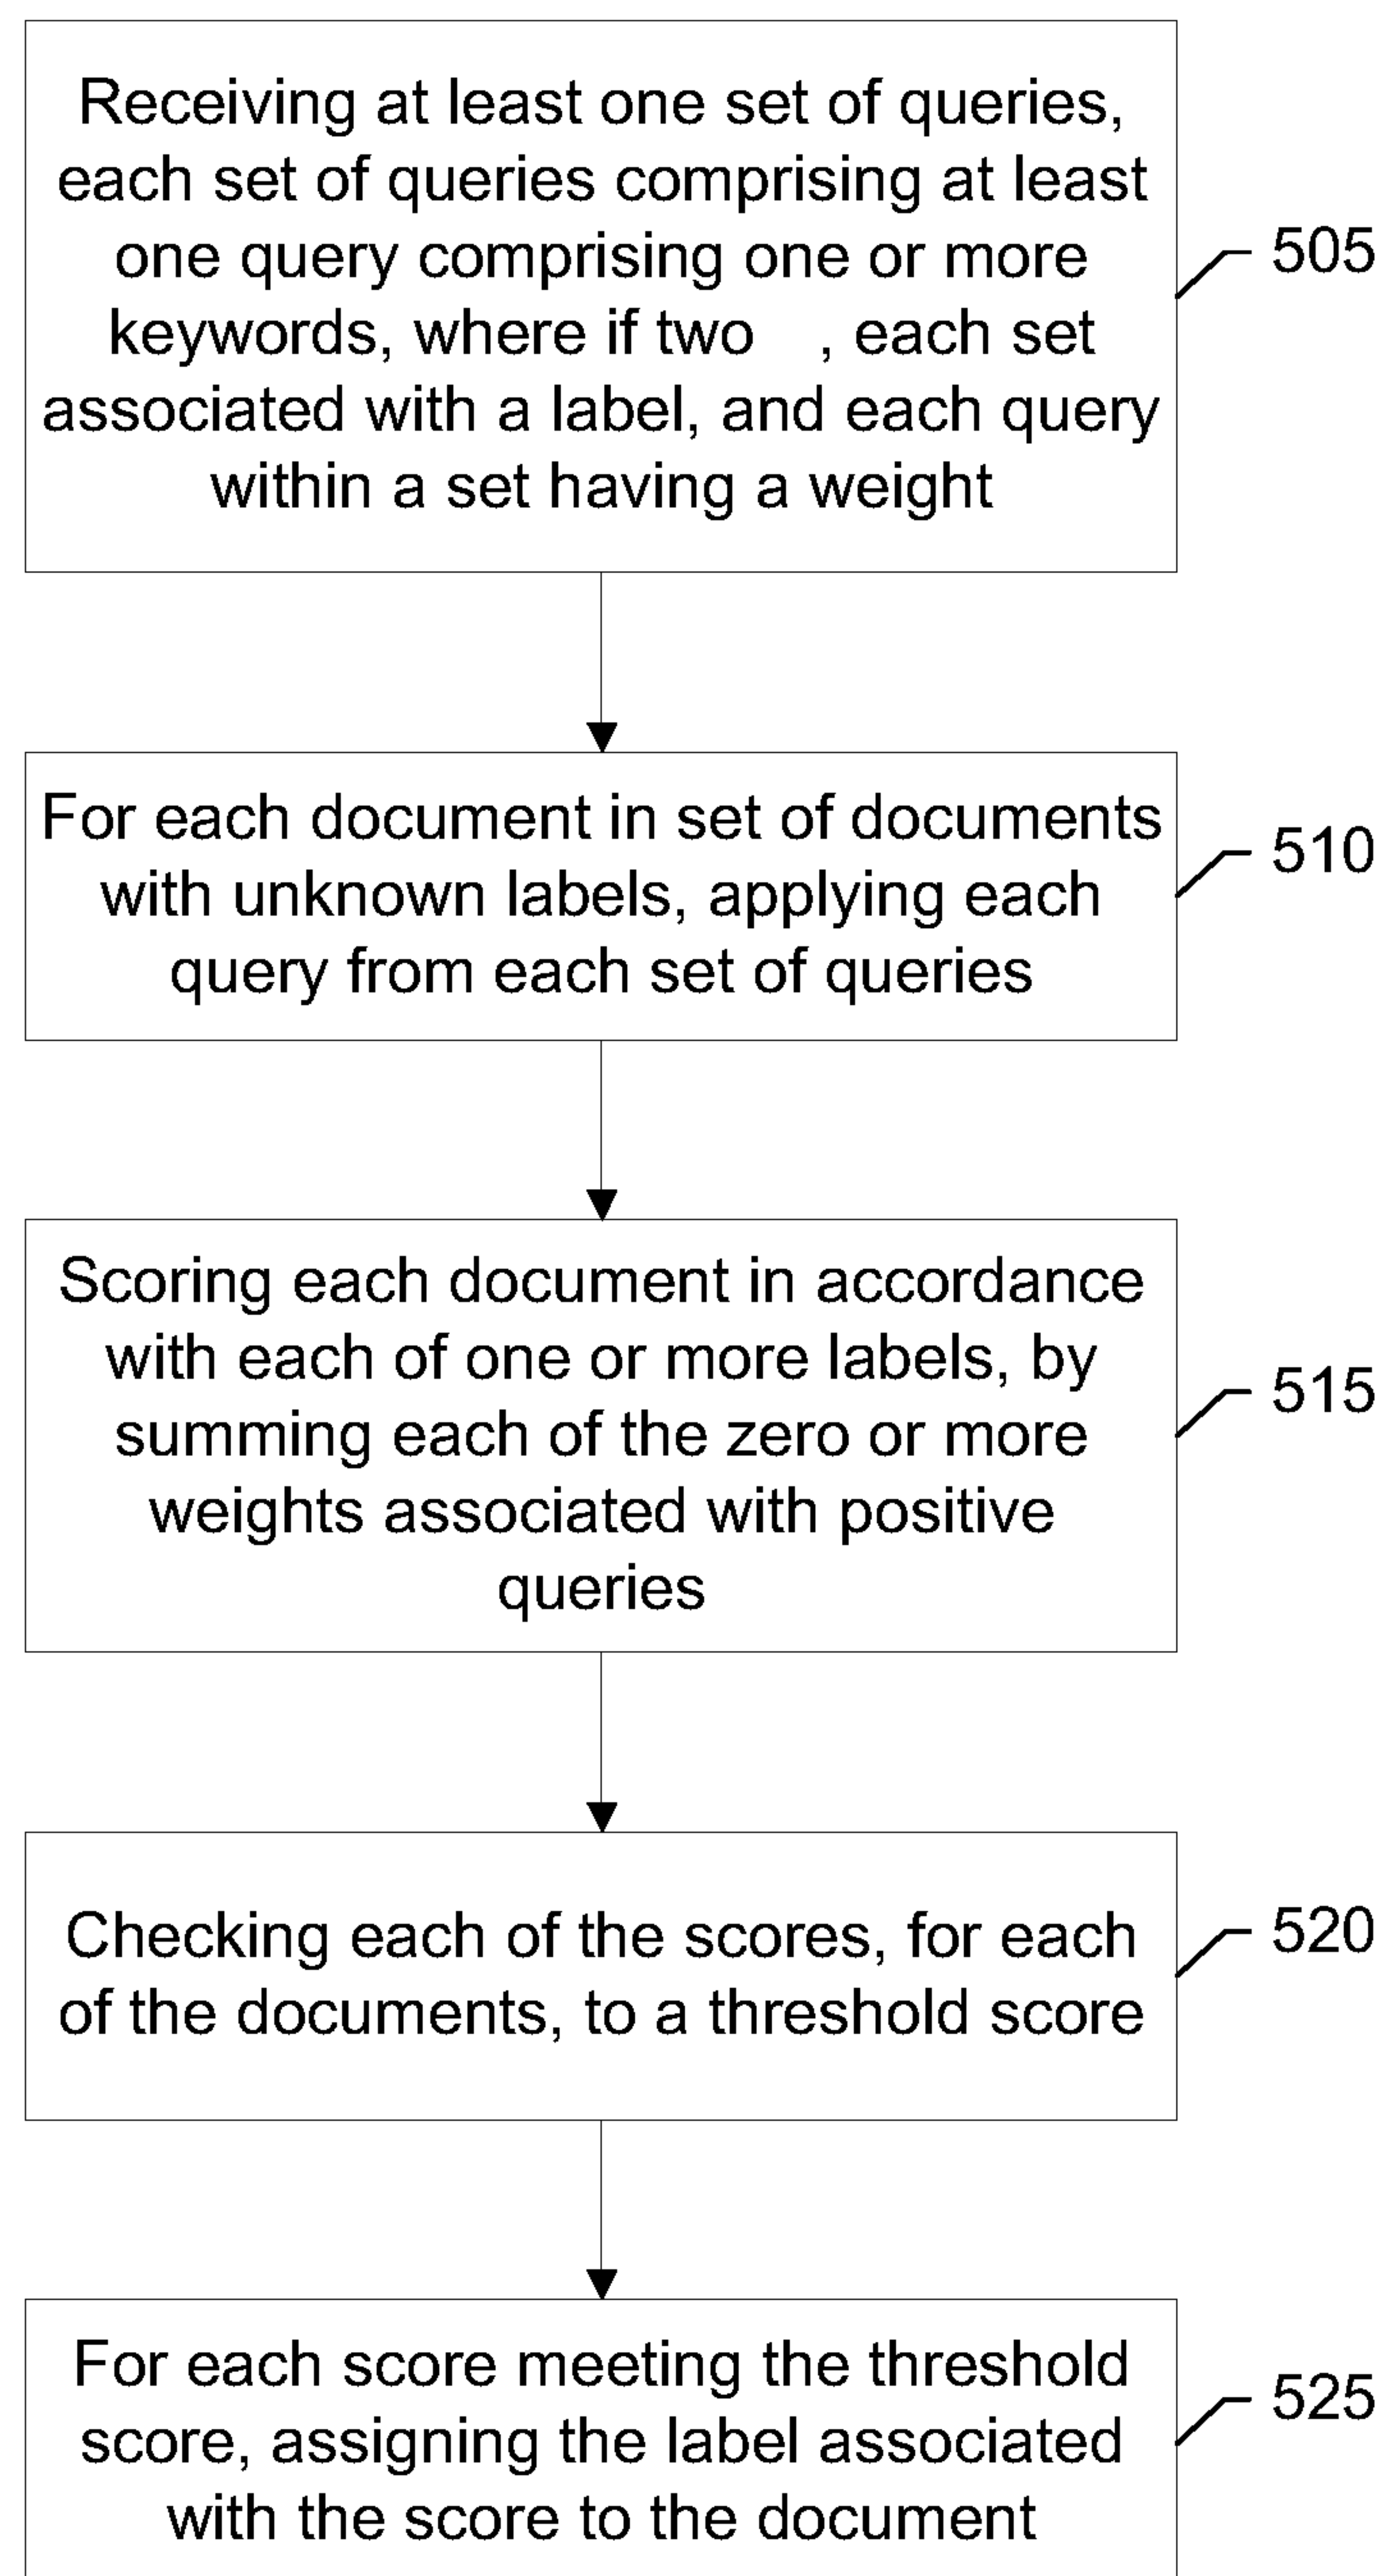 Receiving at least one set of queries,
each set of queries comprising at least
one query comprising one or more
keywords, where if two , each set
associated with a label, and each query
within a set having a weight
505
For each document in set of documents
with unknown labels, applying each
query from each set of queries
510
Scoring each document in accordance
with each of one or more labels, by
summing each of the zero or more
weights associated with positive
queries
515
Checking each of the scores, for each
of the documents, to a threshold score
520
For each score meeting the threshold
score, assigning the label associated
with the score to the document
525